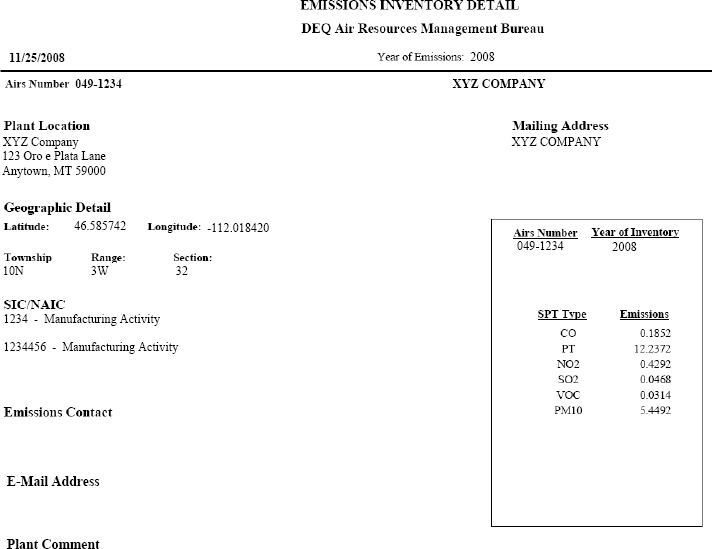 EMISSIONS INVENTORY DETAIL
DEQ Air Resources Management Bureau
11/25/2008 Year of Emissions: 2008
Airs Number 049-1234 XYZ COMPANY
Plant Location Mailing Address
XYZ Company XYZ COMPANY
123 Oro e Plata Lane
Anytown, MT 59000
Geographic Detail
Latitude: 46.585742 Longitude: -112.018420
Township Range: Section:
10N 3W 32
SIC/NAIC
1234 - Manufacturing Activity
1234456 - Manufacturing Activity
Emissions Contact
E-Mail Address
Plant Comment
Airs Number Year of Inventory
049-1234 2008
SPT Type Emissions
CO 0.1852
PT 12.2372
NO2 0.4292
SO2 0.0468
VOC 0.0314
PM10 5.4492